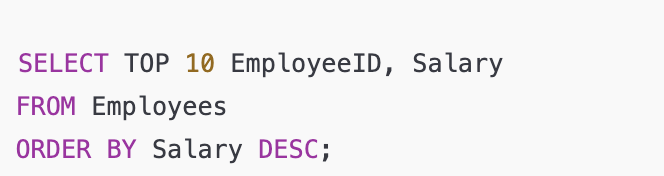 SELECT TOP 10 EmployeeID, Salary
FROM Employees
ORDER BY Salary DESC;